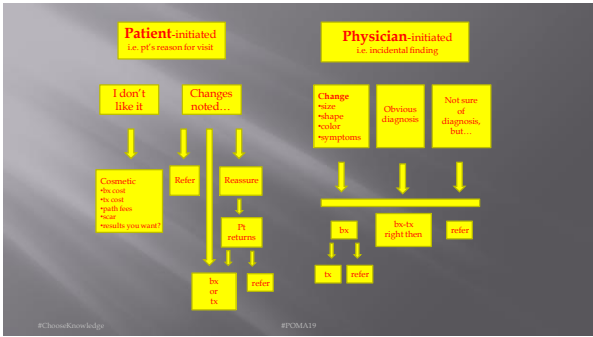 Patient-initiated
i.e. pt's reason for visit
Physician-initiated
i.e. incidental finding
I don't
like it
Changes
noted…
Change
•size
•shape
•color
•symptoms
Obvious
diagnosis
Not sure
of
diagnosis,
but…
Cosmetic
•bx cost
•tx cost
•path fees
•scar
•results you want?
Refer
Reassure
Pt
returns
bx
or
tx
refer
bx
bx-tx
right then
refer
tx
refer
#ChooseKnowledge
#POMA19